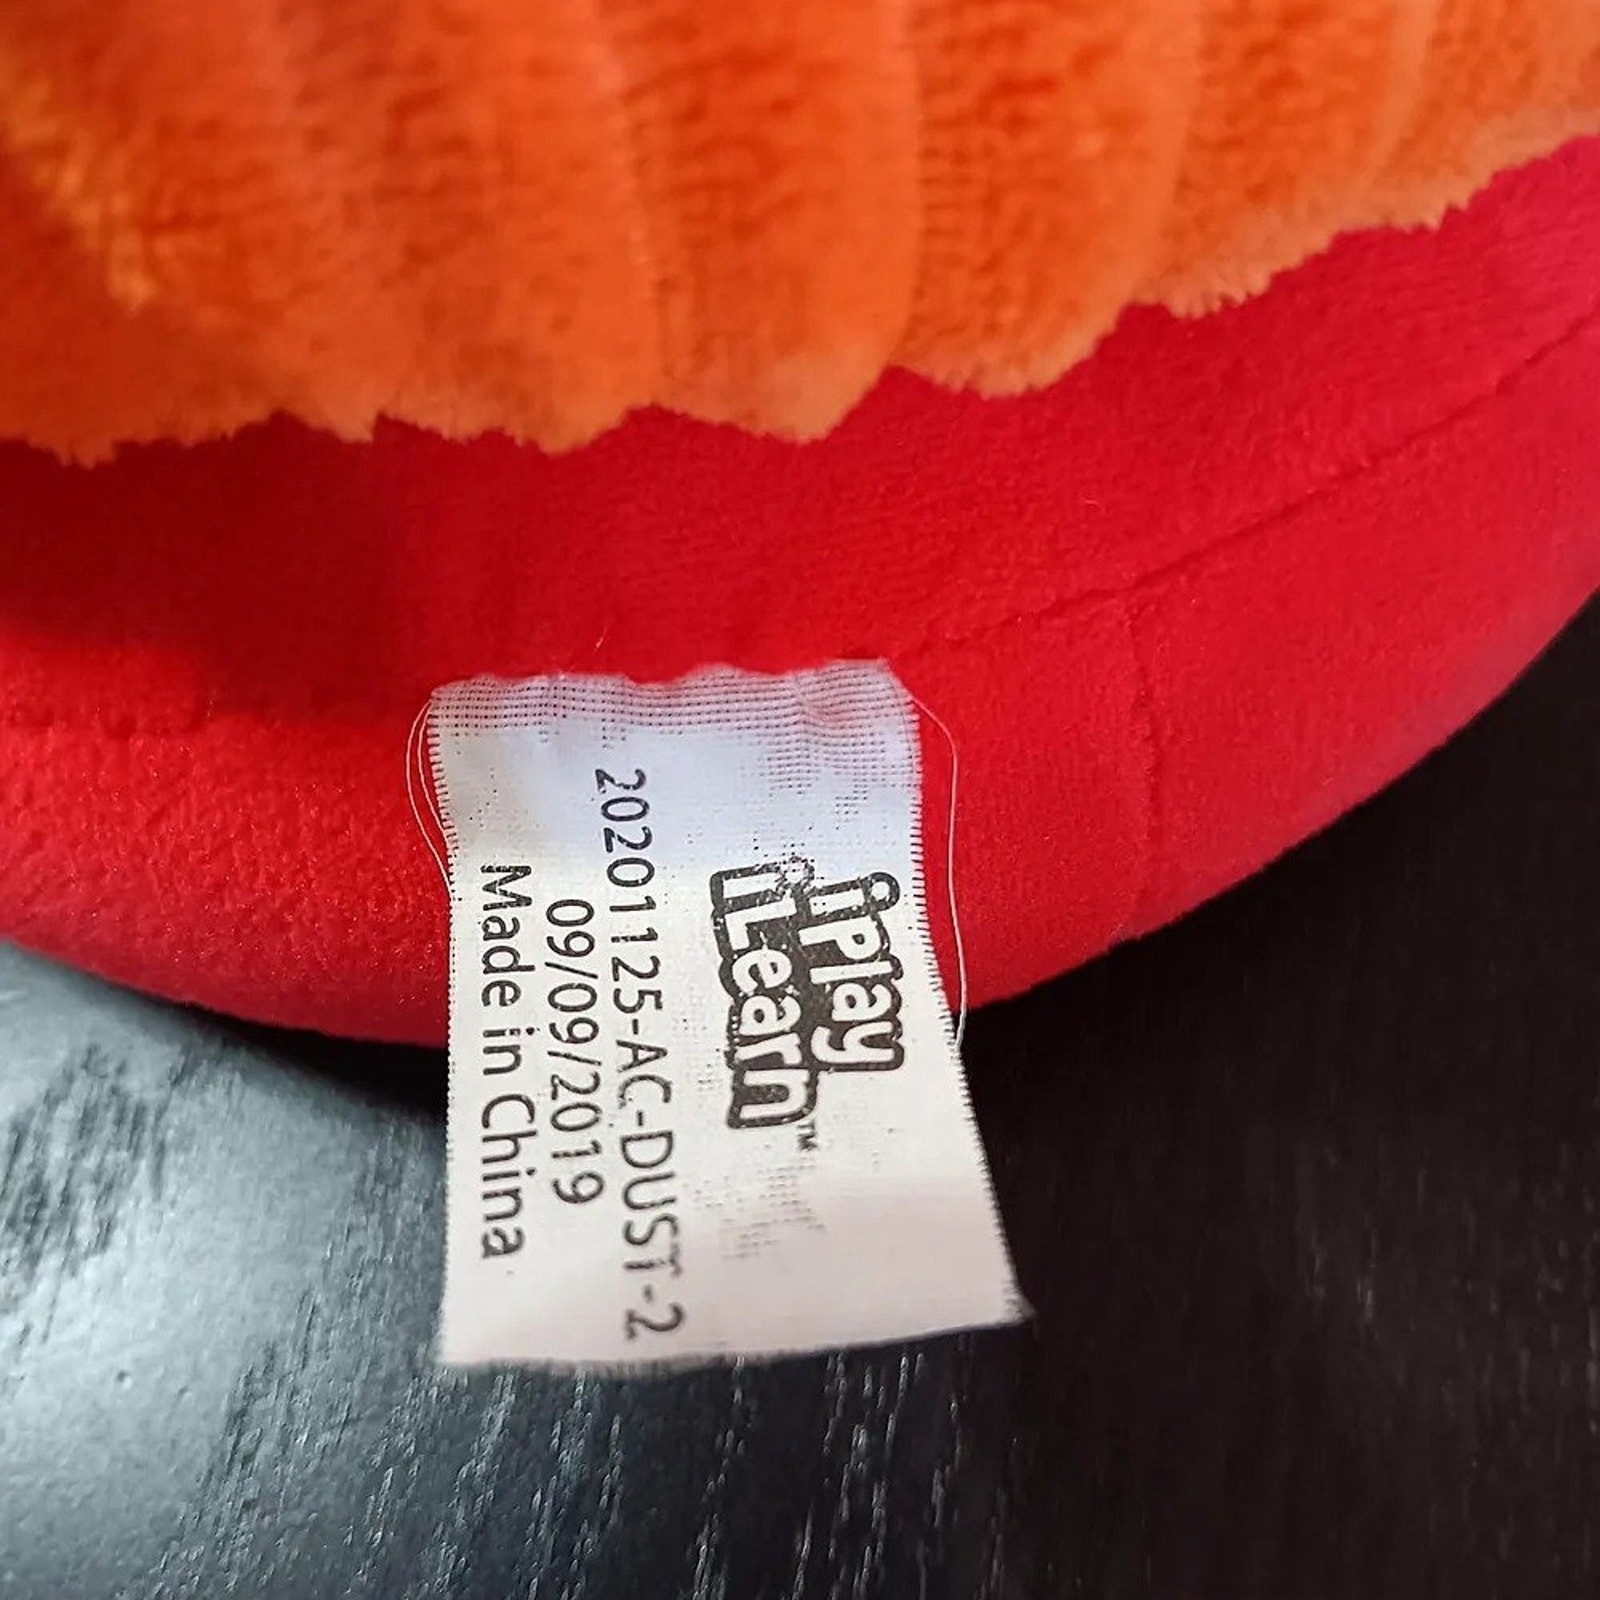 iPlay
iLearn™
20201125-AC-DUST-2
09/09/2019
Made in China